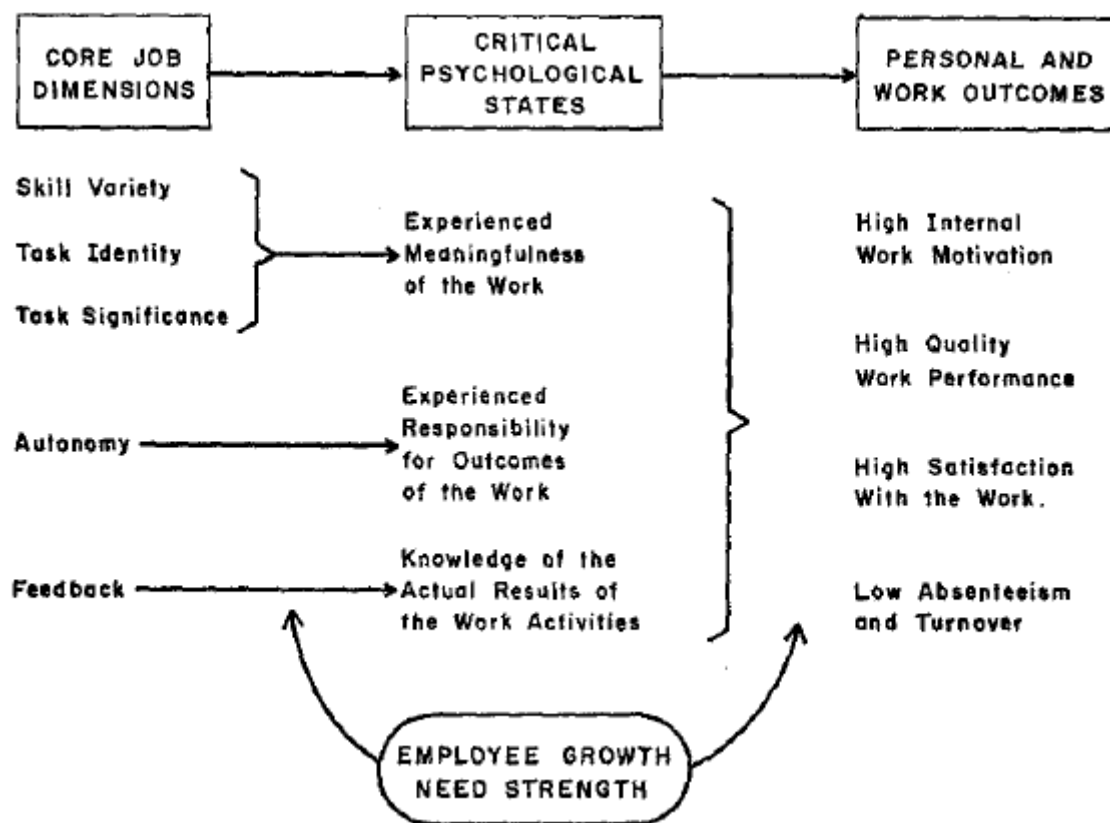 CORE JOB
DIMENSIONS
CRITICAL
PSYCHOLOGICAL
STATES
PERSONAL AND
WORK OUTCOMES
Skill Variety
Task Identity
Task Significance
Experienced
Meaningfulness
of the Work
High Internal
Work Motivation
High Quality
Work Performance
Autonomy
Experienced
Responsibility
for Outcomes
of the Work
High Satisfaction
With the Work.
Feedback
Knowledge of the
Actual Results of
the Work Activities
Low Absenteeism
and Turnover
EMPLOYEE GROWTH
NEED STRENGTH